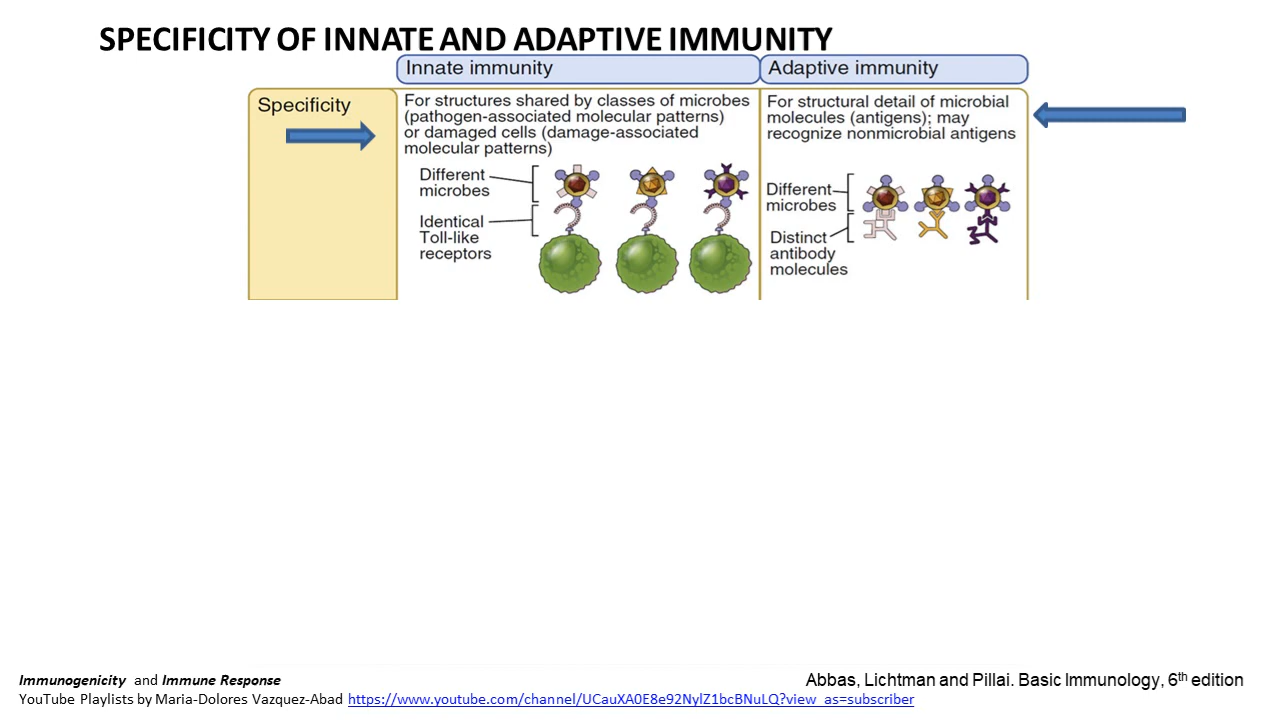 SPECIFICITY OF INNATE AND ADAPTIVE IMMUNITY
Innate immunity
Adaptive immunity
Specificity
For structures shared by classes of microbes
(pathogen-associated molecular patterns)
or damaged cells (damage-associated
molecular patterns)
Different
microbes
Identical
Toll-like
receptors
For structural detail of microbial
molecules (antigens); may
recognize nonmicrobial antigens
Different
microbes
Distinct
antibody
molecules
Immunogenicity and Immune Response
YouTube Playlists by Maria-Dolores Vazquez-Abad https://www.youtube.com/channel/UCauXA0E8e92NylZ1bcBNuLQ?view_as=subscriber
Abbas, Lichtman and Pillai. Basic Immunology, 6th edition